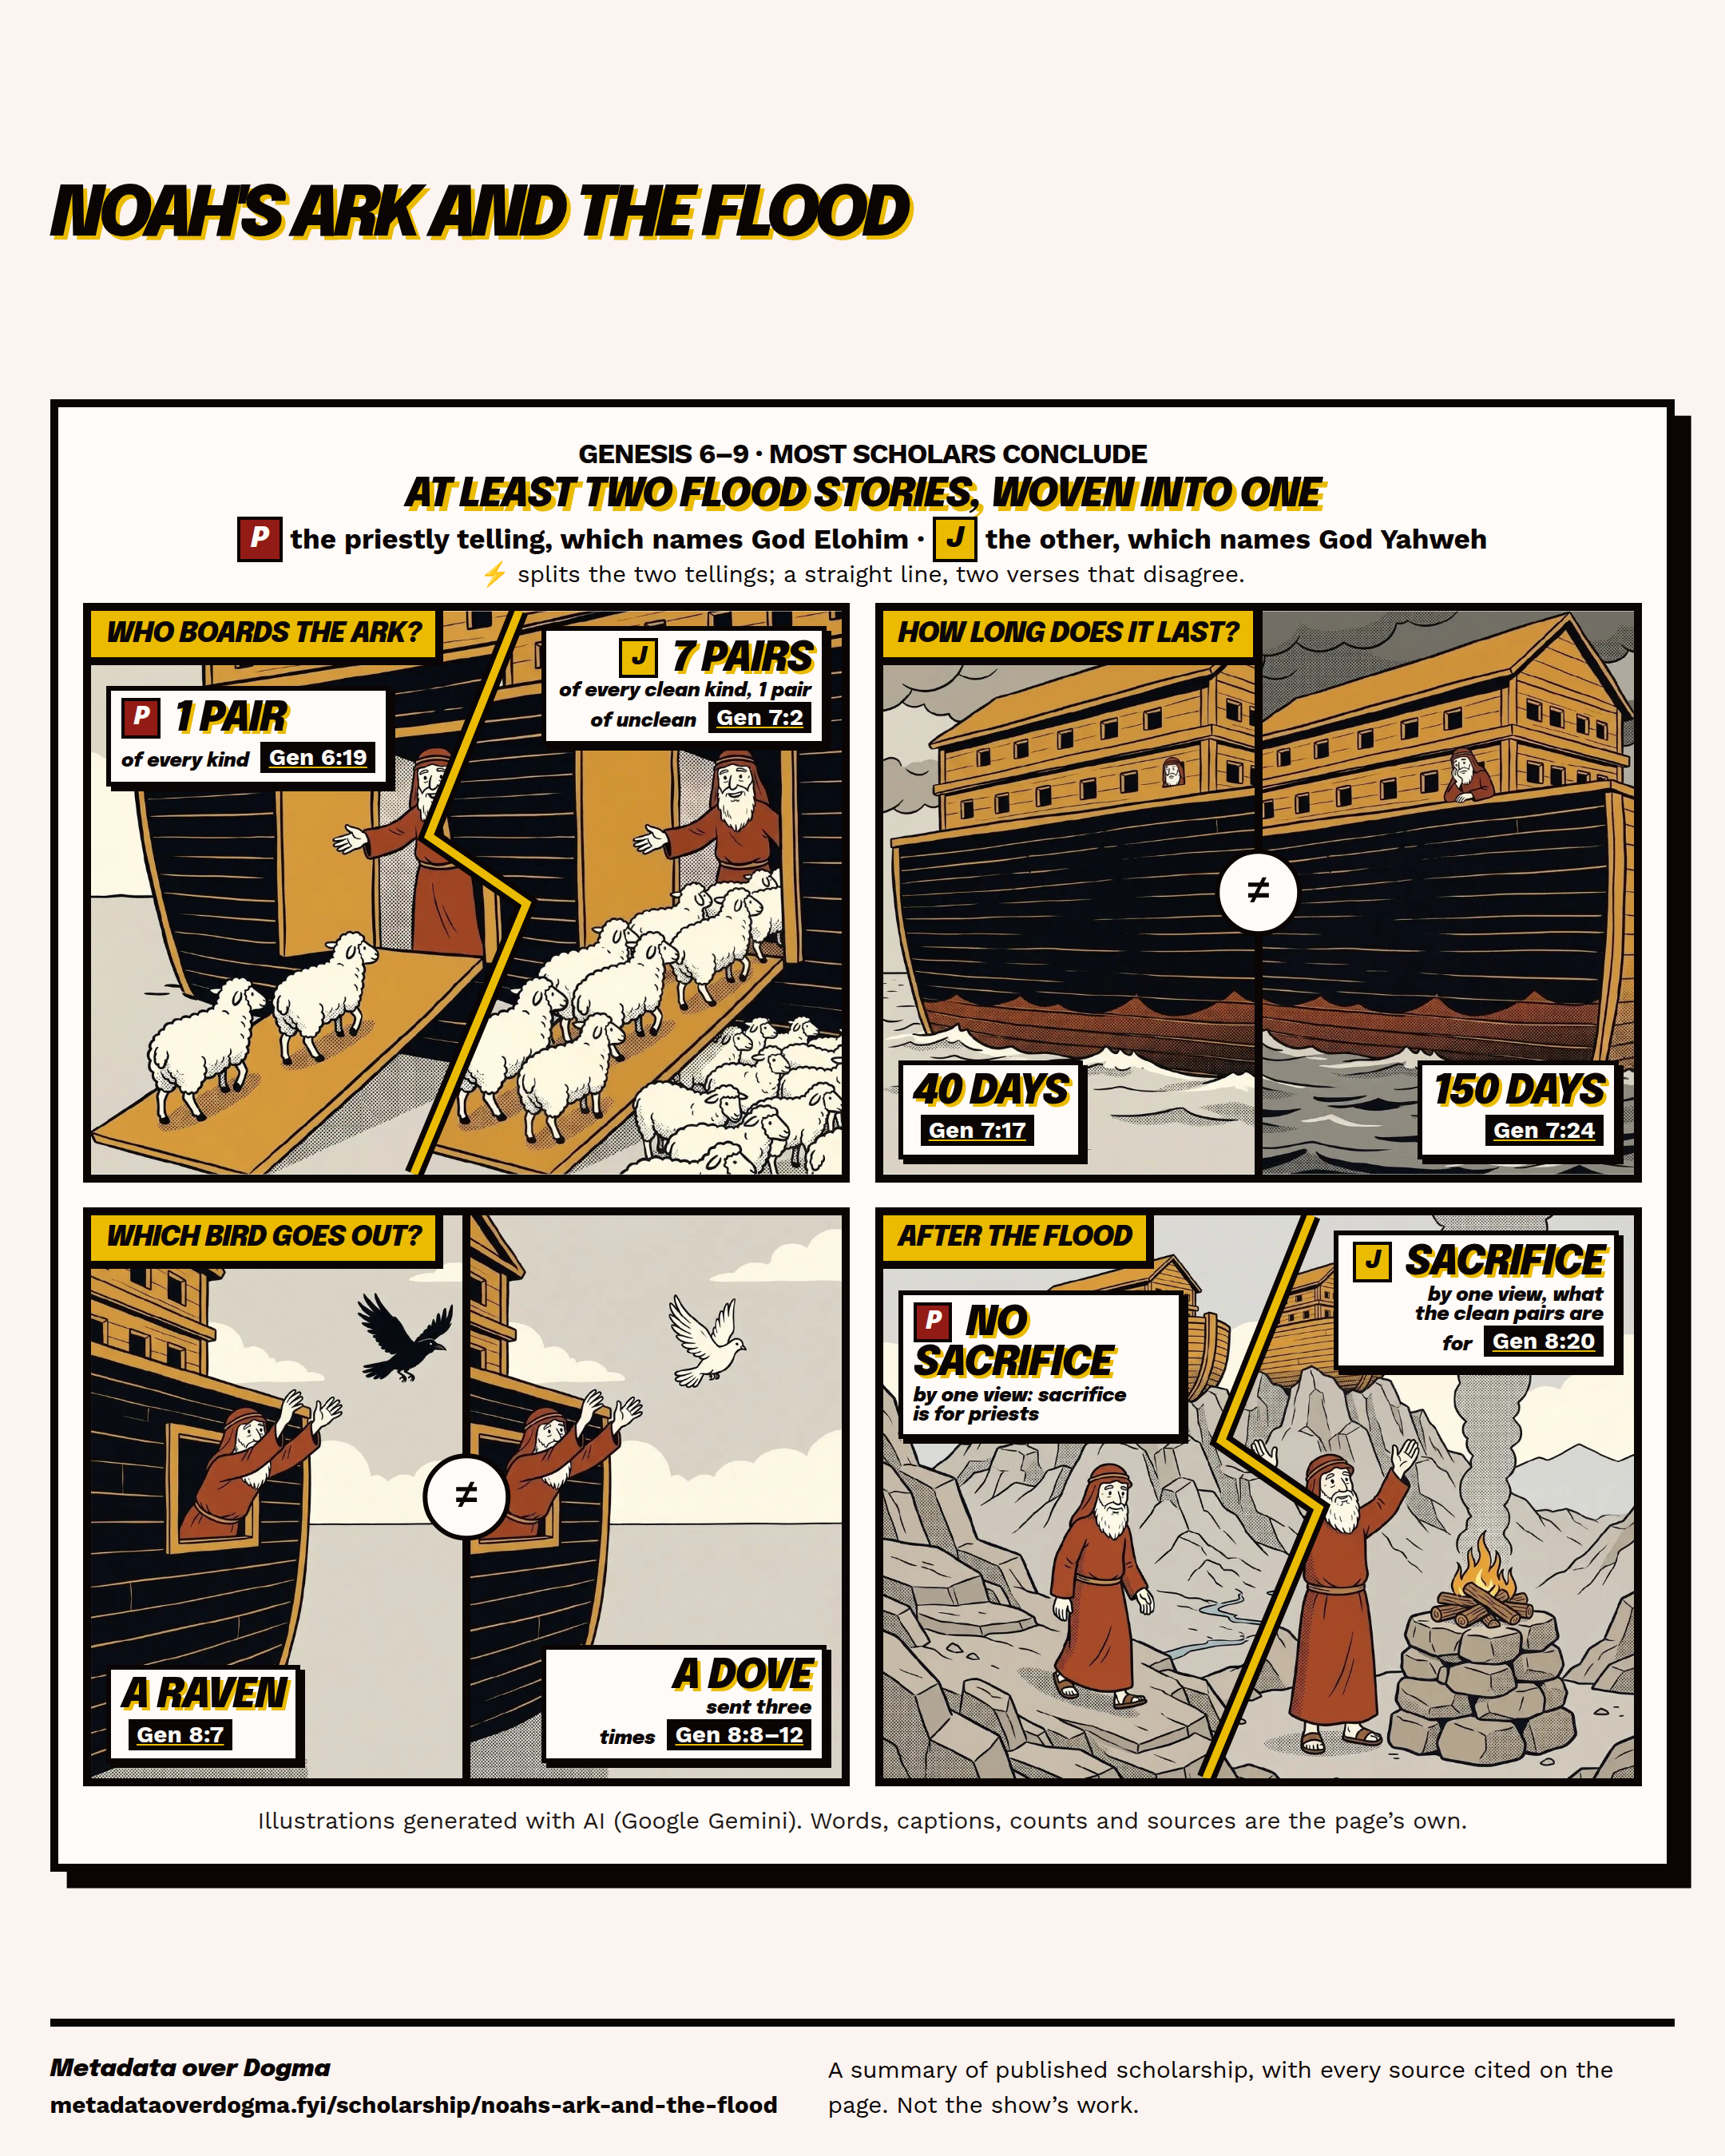 NOAH'S ARK AND THE FLOOD
GENESIS 6–9 · MOST SCHOLARS CONCLUDE
AT LEAST TWO FLOOD STORIES, WOVEN INTO ONE
P the priestly telling, which names God Elohim · J the other, which names God Yahweh
⚡ splits the two tellings; a straight line, two verses that disagree.
WHO BOARDS THE ARK?
P 1 PAIR
of every kind Gen 6:19
J 7 PAIRS
of every clean kind, 1 pair
of unclean Gen 7:2
HOW LONG DOES IT LAST?
≠
40 DAYS
Gen 7:17
150 DAYS
Gen 7:24
WHICH BIRD GOES OUT?
≠
A RAVEN
Gen 8:7
A DOVE
sent three
times Gen 8:8–12
AFTER THE FLOOD
P NO
SACRIFICE
by one view: sacrifice
is for priests
J SACRIFICE
by one view, what
the clean pairs are
for Gen 8:20
Illustrations generated with AI (Google Gemini). Words, captions, counts and sources are the page’s own.
Metadata over Dogma
metadataoverdogma.fyi/scholarship/noahs-ark-and-the-flood
A summary of published scholarship, with every source cited on the
page. Not the show’s work.